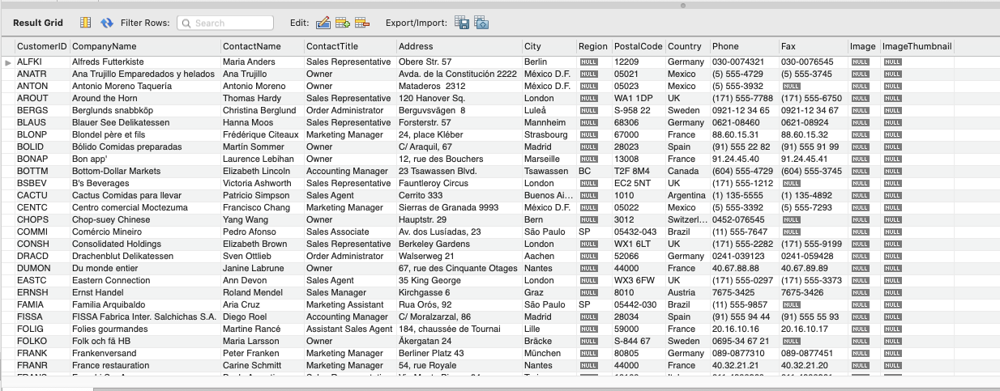 Result Grid Filter Rows: Search Edit: Export/Import:
CustomerID CompanyName ContactName ContactTitle Address City Region PostalCode Country Phone Fax Image ImageThumbnail
ALFKI Alfreds Futterkiste Maria Anders Sales Representative Obere Str. 57 Berlin NULL 12209 Germany 030-0074321 030-0076545 NULL NULL
ANATR Ana Trujillo Emparedados y helados Ana Trujillo Owner Avda. de la Constitución 2222 México D.F. NULL 05021 Mexico (5) 555-4729 (5) 555-3745 NULL NULL
ANTON Antonio Moreno Taquería Antonio Moreno Owner Mataderos 2312 México D.F. NULL 05023 Mexico (5) 555-3932 NULL NULL NULL
AROUT Around the Horn Thomas Hardy Sales Representative 120 Hanover Sq. London NULL WA1 1DP UK (171) 555-7788 (171) 555-6750 NULL NULL
BERGS Berglunds snabbköp Christina Berglund Order Administrator Berguvsvägen 8 Luleå NULL S-958 22 Sweden 0921-12 34 65 0921-12 34 67 NULL NULL
BLAUS Blauer See Delikatessen Hanna Moos Sales Representative Forsterstr. 57 Mannheim NULL 68306 Germany 0621-08460 0621-08924 NULL NULL
BLONP Blondel père et fils Frédérique Citeaux Marketing Manager 24, place Kléber Strasbourg NULL 67000 France 88.60.15.31 88.60.15.32 NULL NULL
BOLID Bólido Comidas preparadas Martín Sommer Owner C/ Araquil, 67 Madrid NULL 28023 Spain (91) 555 22 82 (91) 555 91 99 NULL NULL
BONAP Bon app' Laurence Lebihan Owner 12, rue des Bouchers Marseille NULL 13008 France 91.24.45.40 91.24.45.41 NULL NULL
BOTTM Bottom-Dollar Markets Elizabeth Lincoln Accounting Manager 23 Tsawassen Blvd. Tsawassen BC T2F 8M4 Canada (604) 555-4729 (604) 555-3745 NULL NULL
BSBEV B's Beverages Victoria Ashworth Sales Representative Fauntleroy Circus London NULL EC2 5NT UK (171) 555-1212 NULL NULL NULL
CACTU Cactus Comidas para llevar Patricio Simpson Sales Agent Cerrito 333 Buenos Ai... NULL 1010 Argentina (1) 135-5555 (1) 135-4892 NULL NULL
CENTC Centro comercial Moctezuma Francisco Chang Marketing Manager Sierras de Granada 9993 México D.F. NULL 05022 Mexico (5) 555-3392 (5) 555-7293 NULL NULL
CHOPS Chop-suey Chinese Yang Wang Owner Hauptstr. 29 Bern NULL 3012 Switzerl... 0452-076545 NULL NULL NULL
COMMI Comércio Mineiro Pedro Afonso Sales Associate Av. dos Lusíadas, 23 São Paulo SP 05432-043 Brazil (11) 555-7647 NULL NULL NULL
CONSH Consolidated Holdings Elizabeth Brown Sales Representative Berkeley Gardens London NULL WX1 6LT UK (171) 555-2282 (171) 555-9199 NULL NULL
DRACD Drachenblut Delikatessen Sven Ottlieb Order Administrator Walserweg 21 Aachen NULL 52066 Germany 0241-039123 0241-059428 NULL NULL
DUMON Du monde entier Janine Labrune Owner 67, rue des Cinquante Otages Nantes NULL 44000 France 40.67.88.88 40.67.89.89 NULL NULL
EASTC Eastern Connection Ann Devon Sales Agent 35 King George London NULL WX3 6FW UK (171) 555-0297 (171) 555-3373 NULL NULL
ERNSH Ernst Handel Roland Mendel Sales Manager Kirchgasse 6 Graz NULL 8010 Austria 7675-3425 7675-3426 NULL NULL
FAMIA Familia Arquibaldo Aria Cruz Marketing Assistant Rua Orós, 92 São Paulo SP 05442-030 Brazil (11) 555-9857 NULL NULL NULL
FISSA FISSA Fabrica Inter. Salchichas S.A. Diego Roel Accounting Manager C/ Moralzarzal, 86 Madrid NULL 28034 Spain (91) 555 94 44 (91) 555 55 93 NULL NULL
FOLIG Folies gourmandes Martine Rancé Assistant Sales Agent 184, chaussée de Tournai Lille NULL 59000 France 20.16.10.16 20.16.10.17 NULL NULL
FOLKO Folk och fä HB Maria Larsson Owner Åkergatan 24 Bräcke NULL S-844 67 Sweden 0695-34 67 21 NULL NULL NULL
FRANK Frankenversand Peter Franken Marketing Manager Berliner Platz 43 München NULL 80805 Germany 089-0877310 089-0877451 NULL NULL
FRANR France restauration Carine Schmitt Marketing Manager 54, rue Royale Nantes NULL 44000 France 40.32.21.21 40.32.21.20 NULL NULL